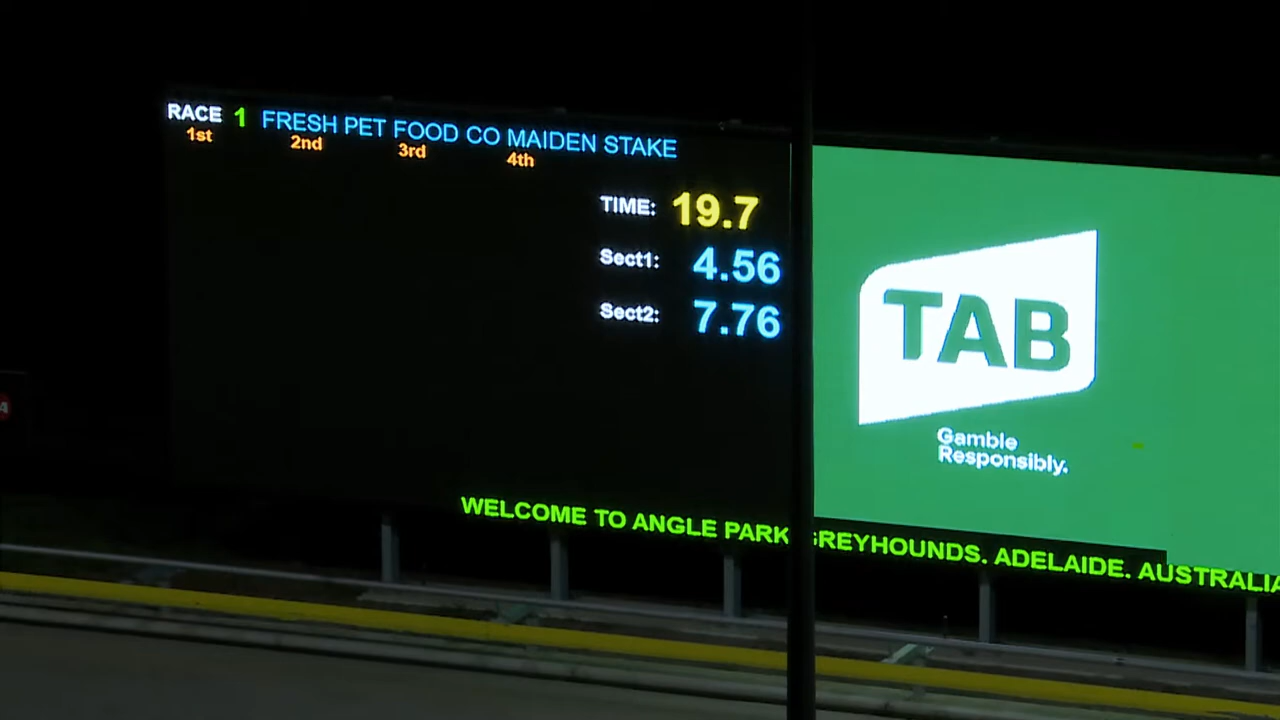 RACE 1 FRESH PET FOOD CO MAIDEN STAKE
1st 2nd 3rd 4th
TIME: 19.7
Sect1: 4.56
Sect2: 7.76
TAB
Gamble
Responsibly.
WELCOME TO ANGLE PARK GREYHOUNDS. ADELAIDE. AUSTRALIA